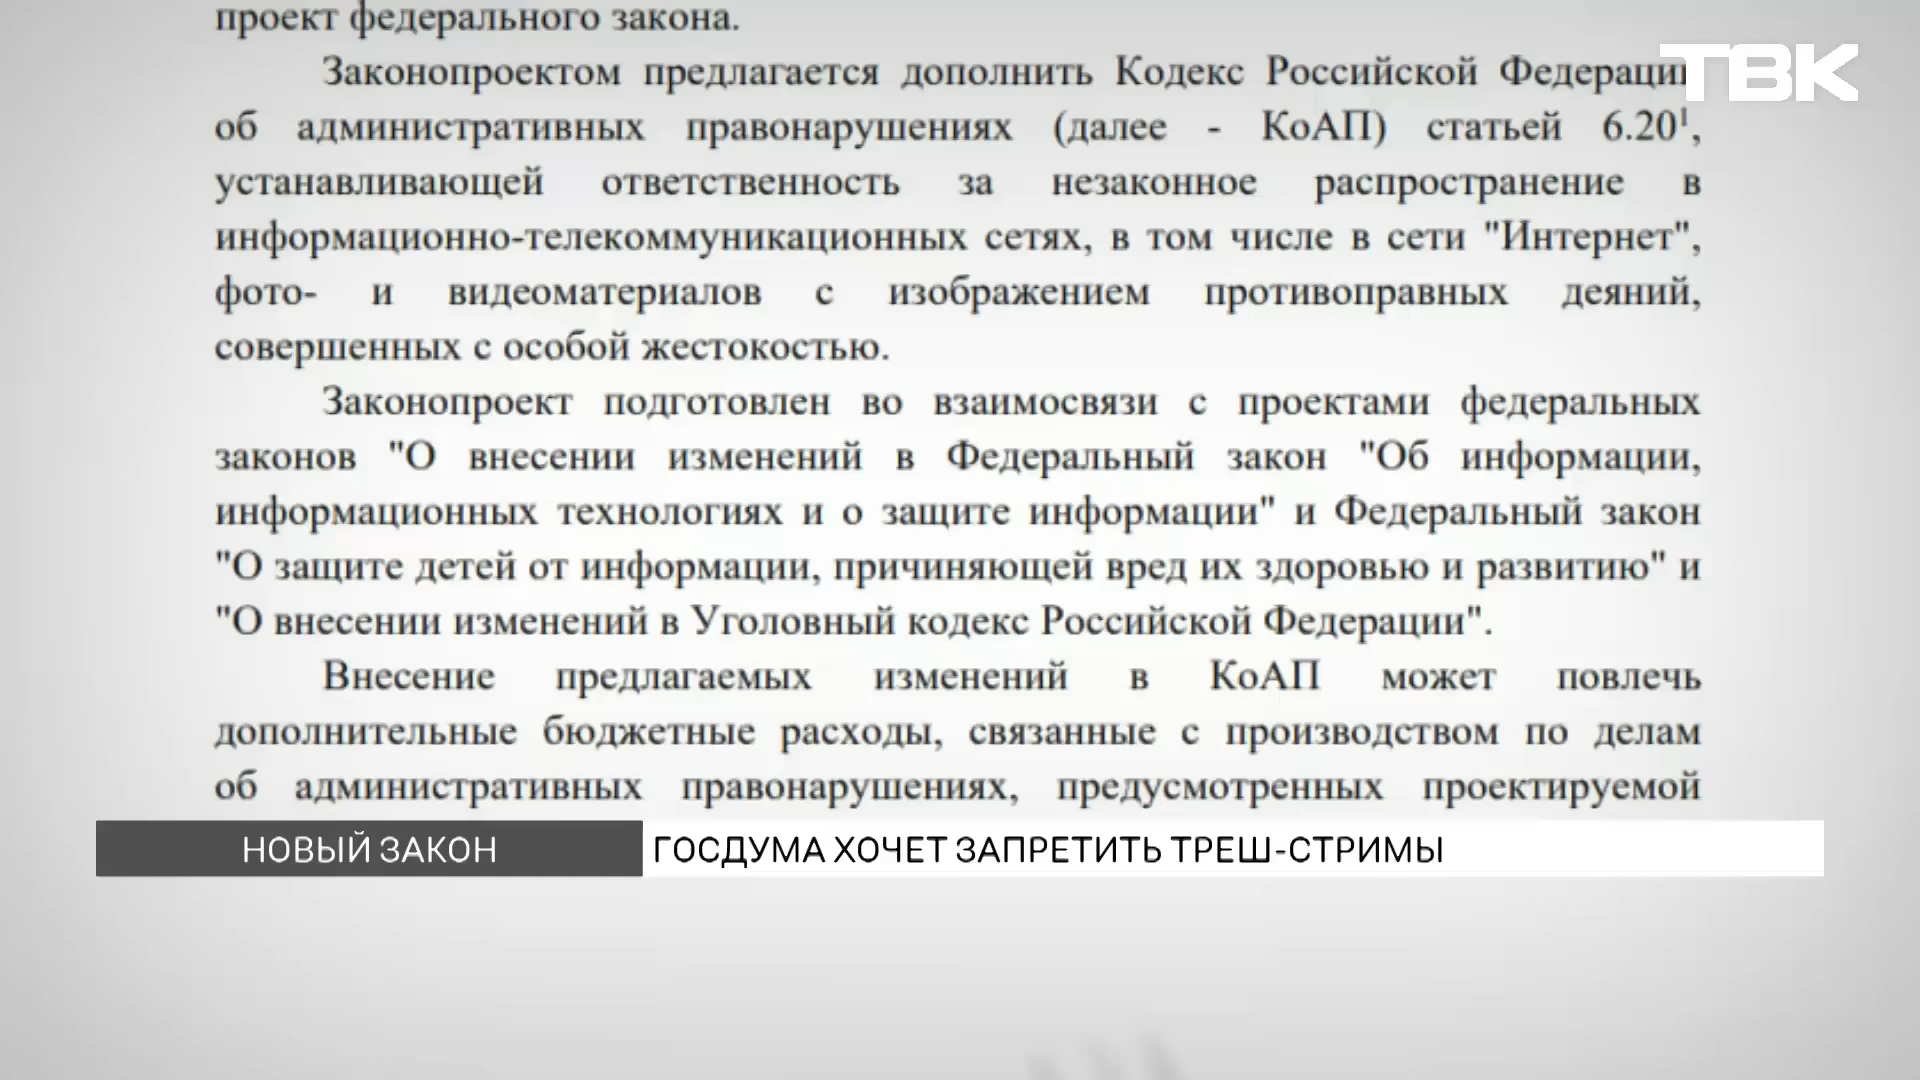 проект федерального закона.
ТВК
Законопроектом предлагается дополнить Кодекс Российской Федерации
об административных правонарушениях (далее - КоАП) статьей 6.20¹,
устанавливающей ответственность за незаконное распространение в
информационно-телекоммуникационных сетях, в том числе в сети "Интернет",
фото- и видеоматериалов с изображением противоправных деяний,
совершенных с особой жестокостью.
Законопроект подготовлен во взаимосвязи с проектами федеральных
законов "О внесении изменений в Федеральный закон "Об информации,
информационных технологиях и о защите информации" и Федеральный закон
"О защите детей от информации, причиняющей вред их здоровью и развитию" и
"О внесении изменений в Уголовный кодекс Российской Федерации".
Внесение предлагаемых изменений в КоАП может повлечь
дополнительные бюджетные расходы, связанные с производством по делам
об административных правонарушениях, предусмотренных проектируемой
НОВЫЙ ЗАКОН
ГОСДУМА ХОЧЕТ ЗАПРЕТИТЬ ТРЕШ-СТРИМЫ